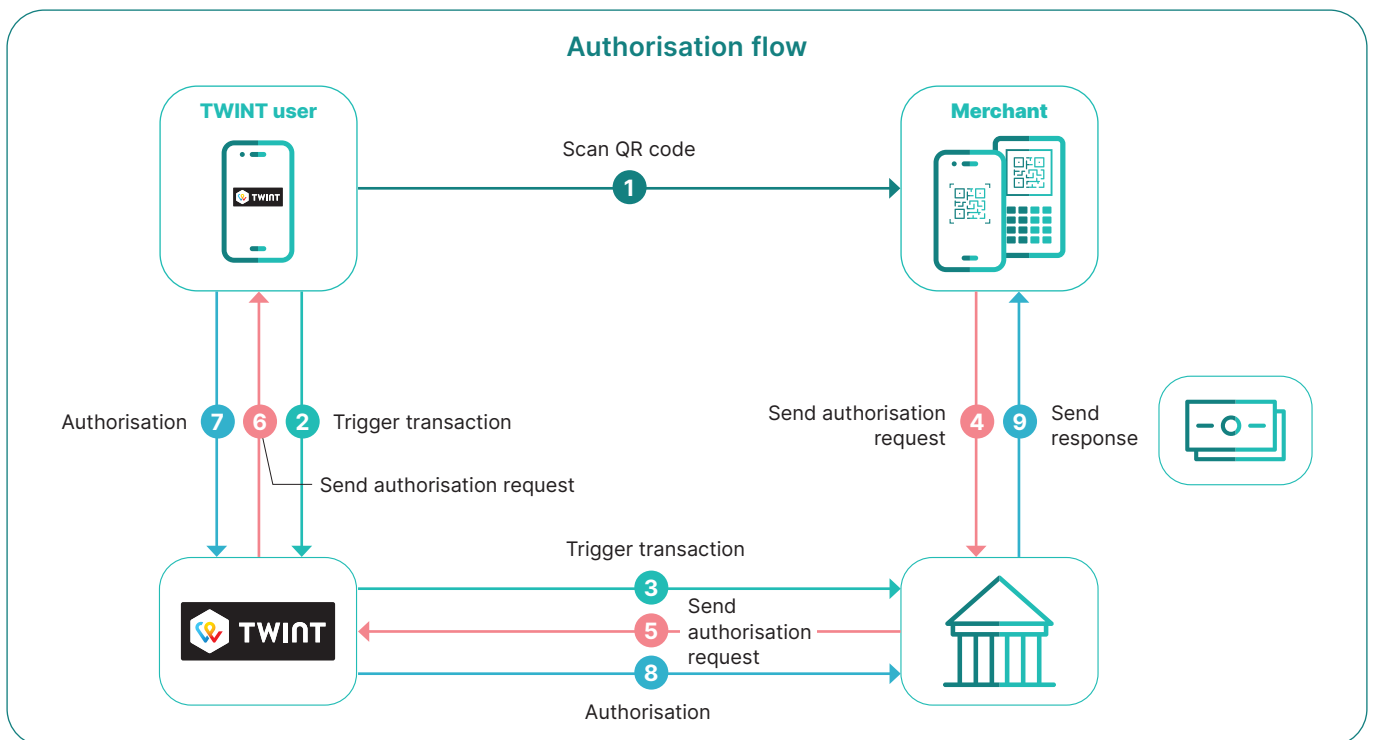 Authorisation flow
TWINT user
Merchant
TWINT
Scan QR code
1
Authorisation
7
6
2
Trigger transaction
Send authorisation request
Send authorisation
request
4
9
Send
response
Trigger transaction
3
Send
authorisation
request
5
8
Authorisation
TWINT